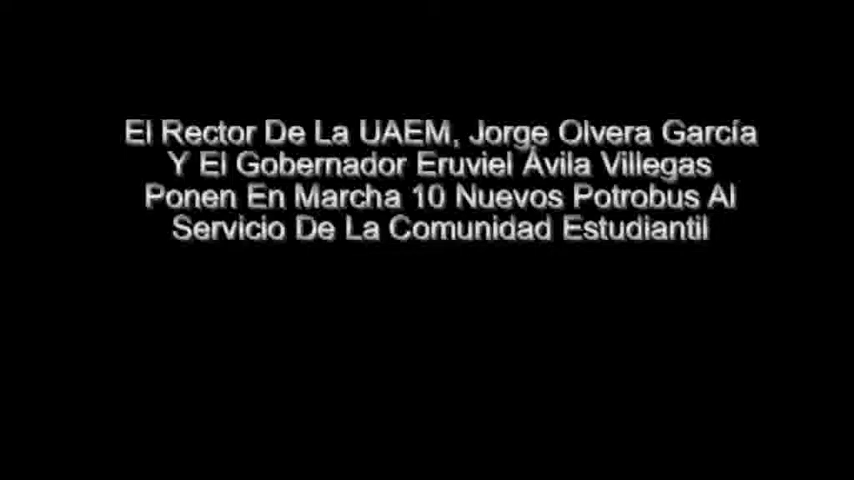 El Rector De La UAEM, Jorge Olvera García
Y El Gobernador Eruviel Ávila Villegas
Ponen En Marcha 10 Nuevos Potrobus Al
Servicio De La Comunidad Estudiantil